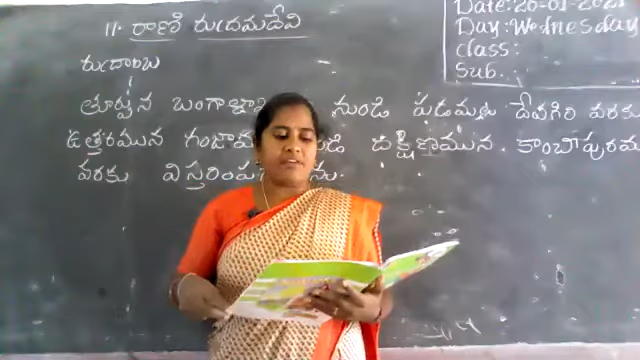 11. రాణి రుద్రమదేవి
రుద్రాంబ
తూర్పున బంగాళా నుండి పడమట దేవగిరి వరకు
ఉత్తరమున గంజాం దక్షిణమున. కాంచీపురము
వరకు విస్తరింప ను.
Date: 20-01-2021
Day: Wednesday
class:
Sub.